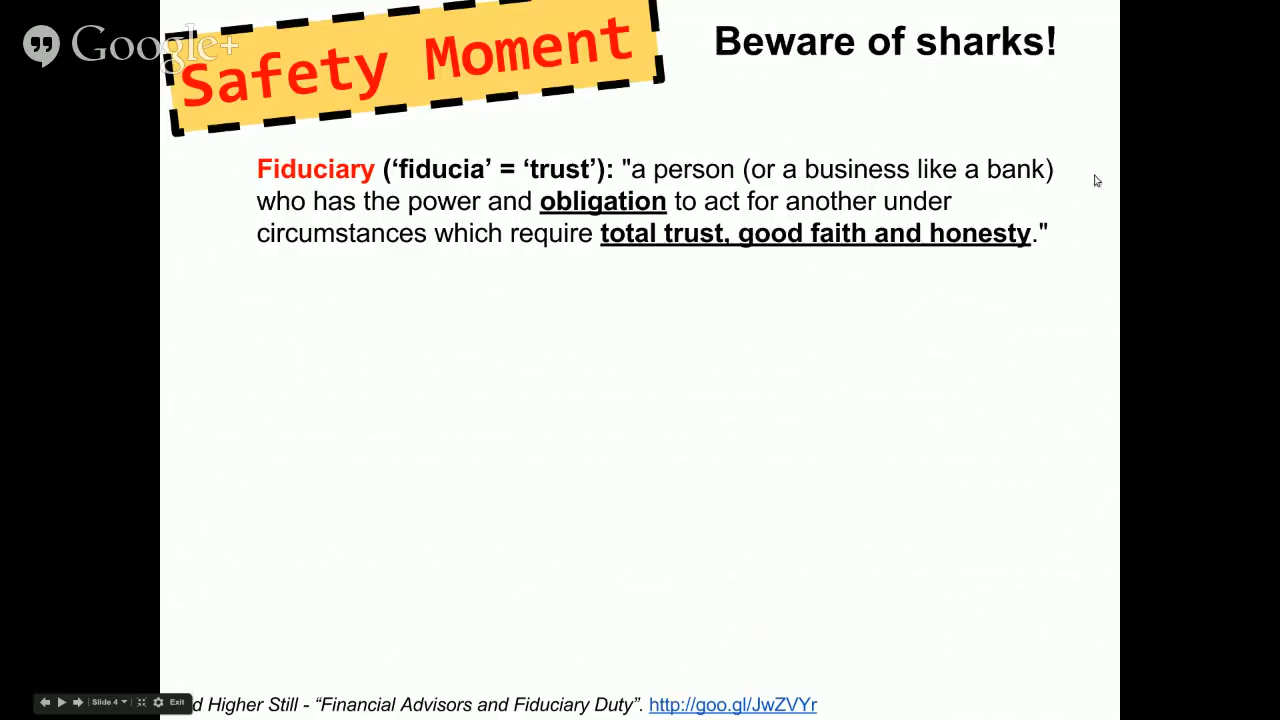 Google+
Safety Moment
Beware of sharks!
Fiduciary (‘fiducia’ = ‘trust’): "a person (or a business like a bank)
who has the power and obligation to act for another under
circumstances which require total trust, good faith and honesty."
d Higher Still - “Financial Advisors and Fiduciary Duty”. http://goo.gl/JwZVYr
Slide 4 Exit